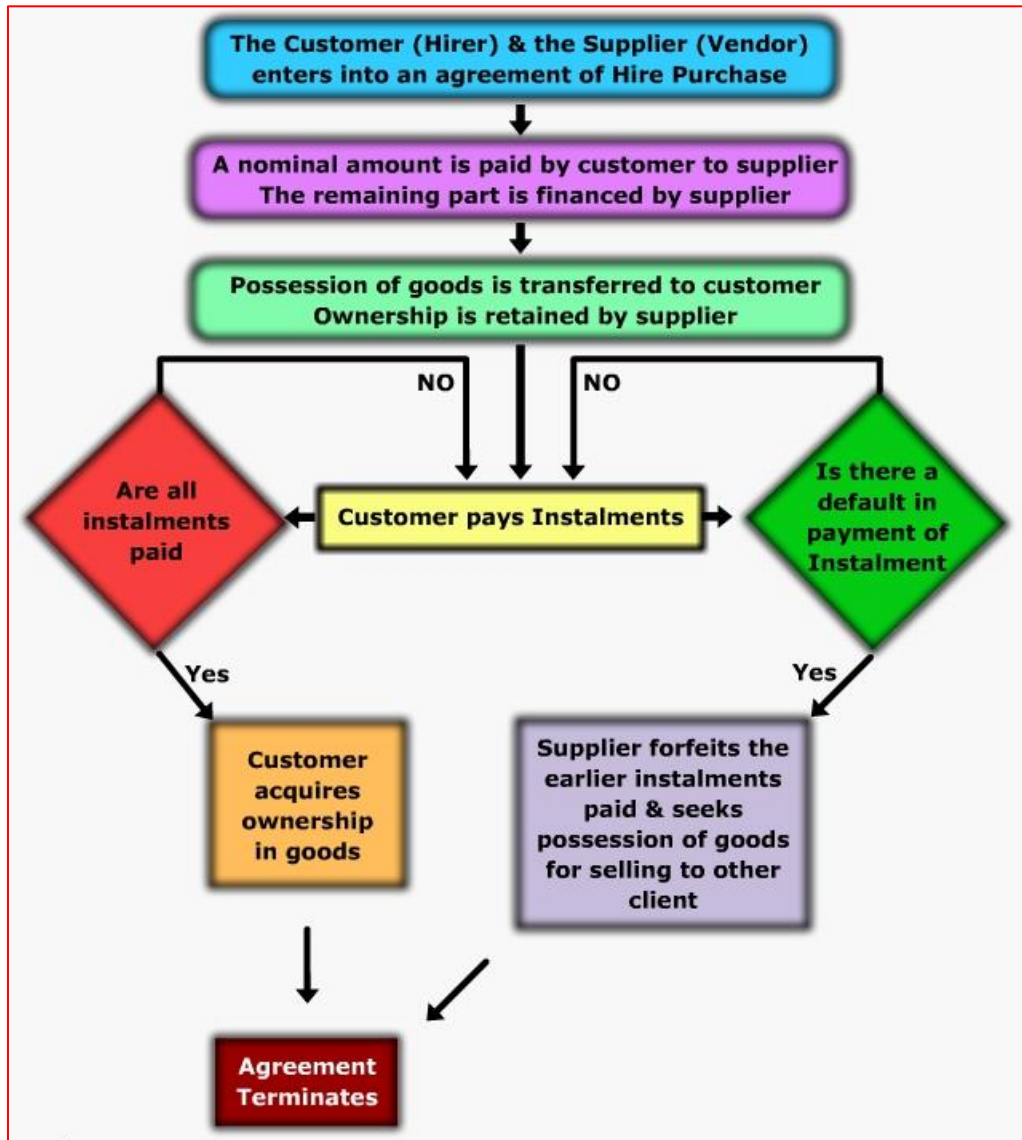 The Customer (Hirer) & the Supplier (Vendor)
enters into an agreement of Hire Purchase
A nominal amount is paid by customer to supplier
The remaining part is financed by supplier
Possession of goods is transferred to customer
Ownership is retained by supplier
NO
NO
Are all
instalments
paid
Customer pays Instalments
Is there a
default in
payment of
Instalment
Yes
Yes
Customer
acquires
ownership
in goods
Supplier forfeits the
earlier instalments
paid & seeks
possession of goods
for selling to other
client
Agreement
Terminates